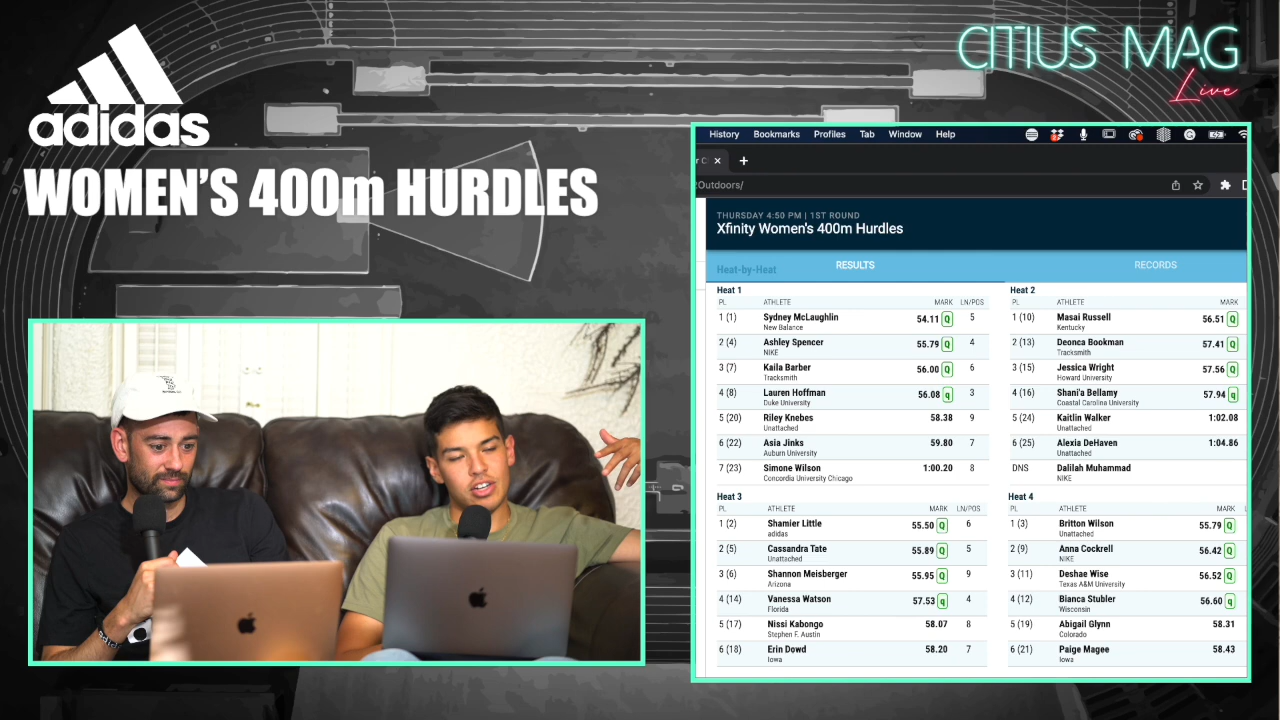 adidas
WOMEN'S 400m HURDLES
CITIUS MAG
Live
History Bookmarks Profiles Tab Window Help
2Outdoors/
THURSDAY 4:50 PM | 1ST ROUND
Xfinity Women's 400m Hurdles
Heat-by-Heat RESULTS RECORDS
Heat 1
PL ATHLETE MARK LN/POS
1 (1) Sydney McLaughlin 54.11 Q 5
New Balance
2 (4) Ashley Spencer 55.79 Q 4
NIKE
3 (7) Kaila Barber 56.00 Q 6
Tracksmith
4 (8) Lauren Hoffman 56.08 q 3
Duke University
5 (20) Riley Knebes 58.38 9
Unattached
6 (22) Asia Jinks 59.80 7
Auburn University
7 (23) Simone Wilson 1:00.20 8
Concordia University Chicago
Heat 2
PL ATHLETE MARK
1 (10) Masai Russell 56.51 Q
Kentucky
2 (13) Deonca Bookman 57.41 Q
Tracksmith
3 (15) Jessica Wright 57.56 Q
Howard University
4 (16) Shani'a Bellamy 57.94 q
Coastal Carolina University
5 (24) Kaitlin Walker 1:02.08
Unattached
6 (25) Alexia DeHaven 1:04.86
Unattached
DNS Dalilah Muhammad
NIKE
Heat 3
PL ATHLETE MARK LN/POS
1 (2) Shamier Little 55.50 Q 6
adidas
2 (5) Cassandra Tate 55.89 Q 5
Unattached
3 (6) Shannon Meisberger 55.95 Q 9
Arizona
4 (14) Vanessa Watson 57.53 q 4
Florida
5 (17) Nissi Kabongo 58.07 8
Stephen F. Austin
6 (18) Erin Dowd 58.20 7
Iowa
Heat 4
PL ATHLETE MARK
1 (3) Britton Wilson 55.79 Q
Unattached
2 (9) Anna Cockrell 56.42 Q
NIKE
3 (11) Deshae Wise 56.52 Q
Texas A&M University
4 (12) Bianca Stubler 56.60 q
Wisconsin
5 (19) Abigail Glynn 58.31
Colorado
6 (21) Paige Magee 58.43
Iowa